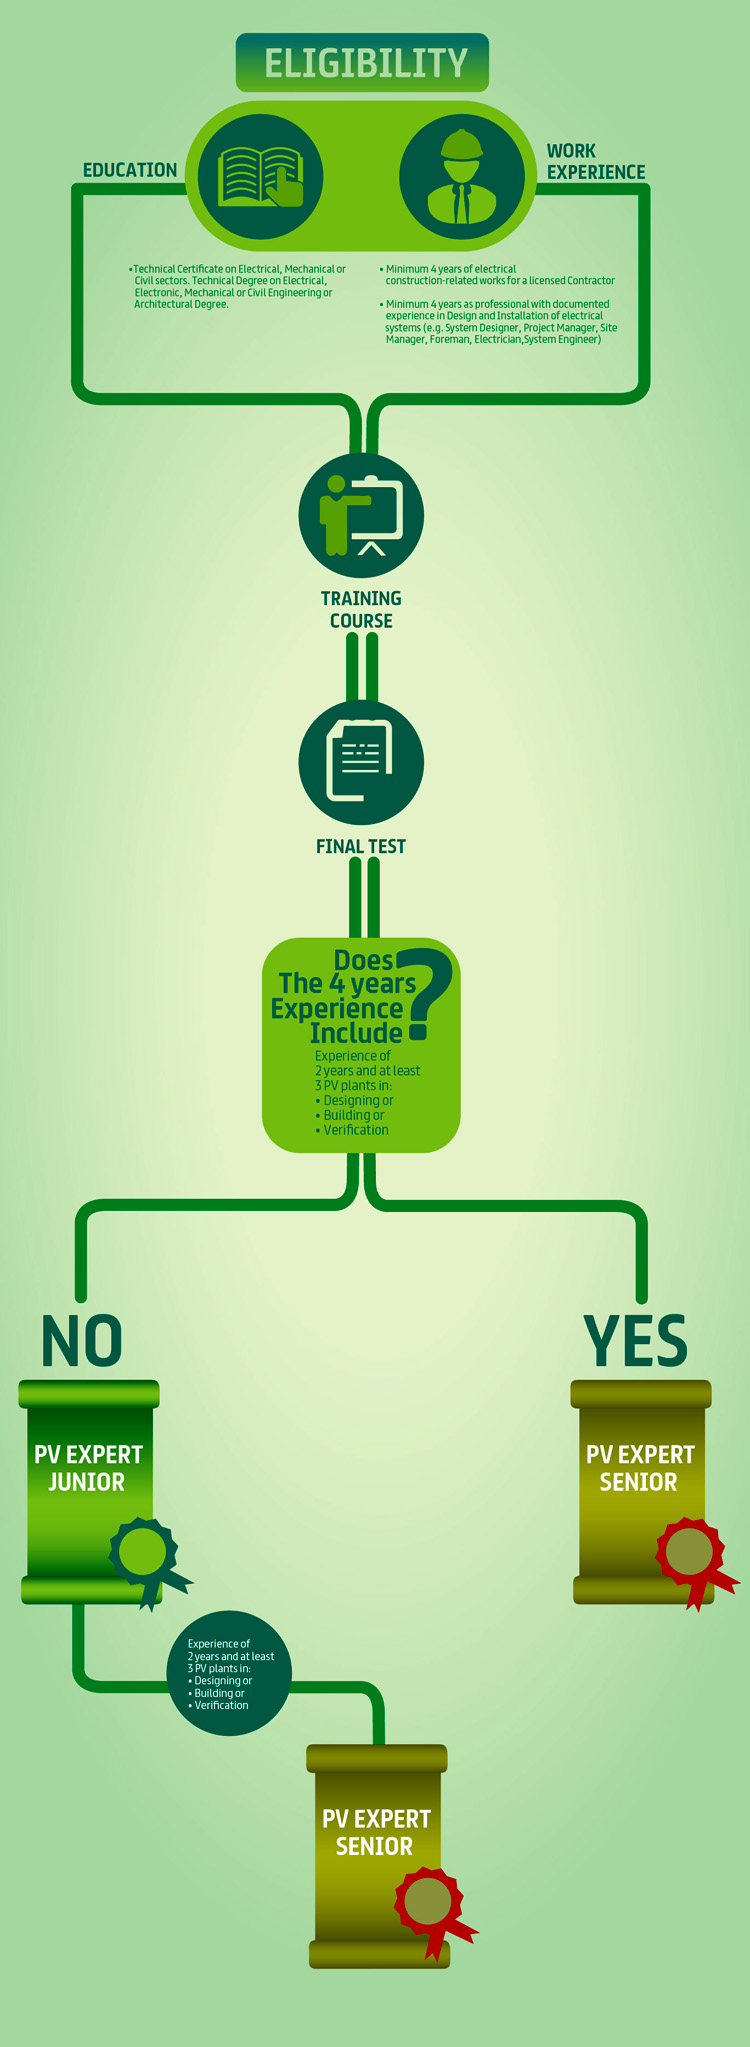 ELIGIBILITY
EDUCATION
WORK
EXPERIENCE
•Technical Certificate on Electrical, Mechanical or
Civil sectors. Technical Degree on Electrical,
Electronic, Mechanical or Civil Engineering or
Architectural Degree.
• Minimum 4 years of electrical
construction-related works for a licensed Contractor
• Minimum 4 years as professional with documented
experience in Design and Installation of electrical
systems (e.g. System Designer, Project Manager, Site
Manager, Foreman, Electrician,System Engineer)
TRAINING
COURSE
FINAL TEST
Does
The 4 years
Experience
Include ?
Experience of
2 years and at least
3 PV plants in:
• Designing or
• Building or
• Verification
NO
YES
PV EXPERT
JUNIOR
PV EXPERT
SENIOR
Experience of
2 years and at least
3 PV plants in:
• Designing or
• Building or
• Verification
PV EXPERT
SENIOR